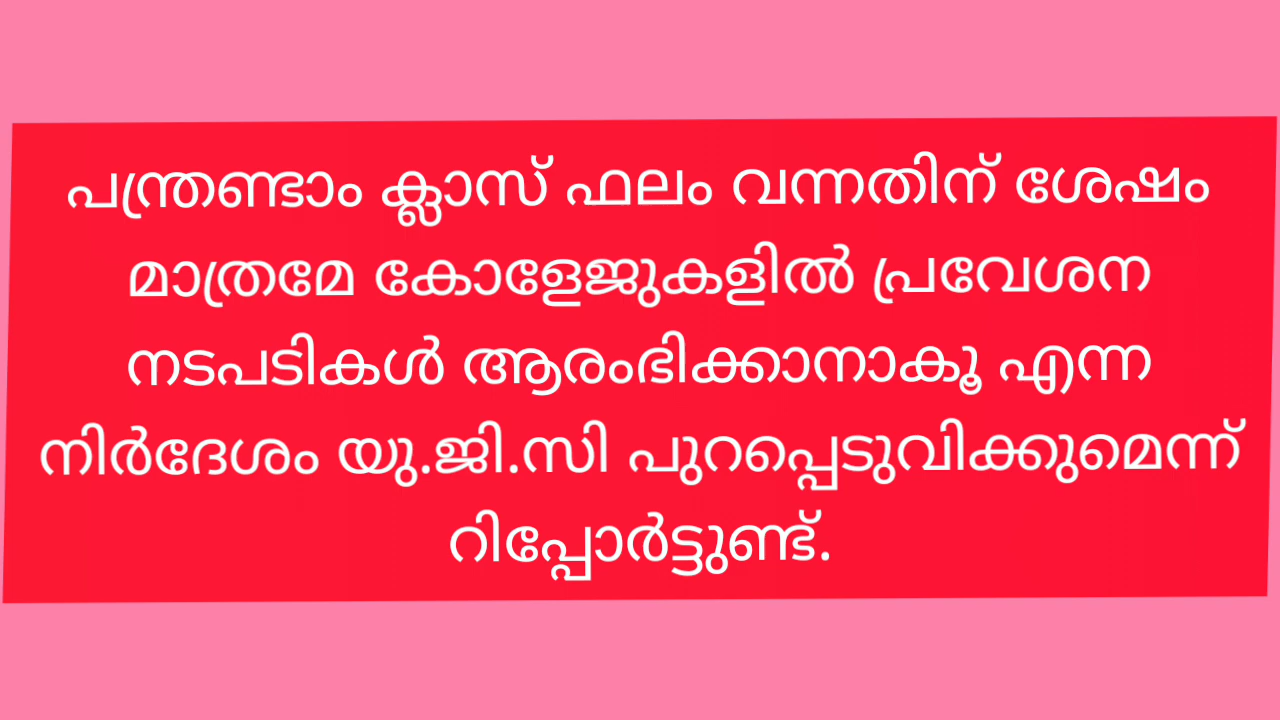 പന്ത്രണ്ടാം ക്ലാസ് ഫലം വന്നതിന് ശേഷം
മാത്രമേ കോളേജുകളിൽ പ്രവേശന
നടപടികൾ ആരംഭിക്കാനാകൂ എന്ന
നിർദേശം യു.ജി.സി പുറപ്പെടുവിക്കുമെന്ന്
റിപ്പോർട്ടുണ്ട്.